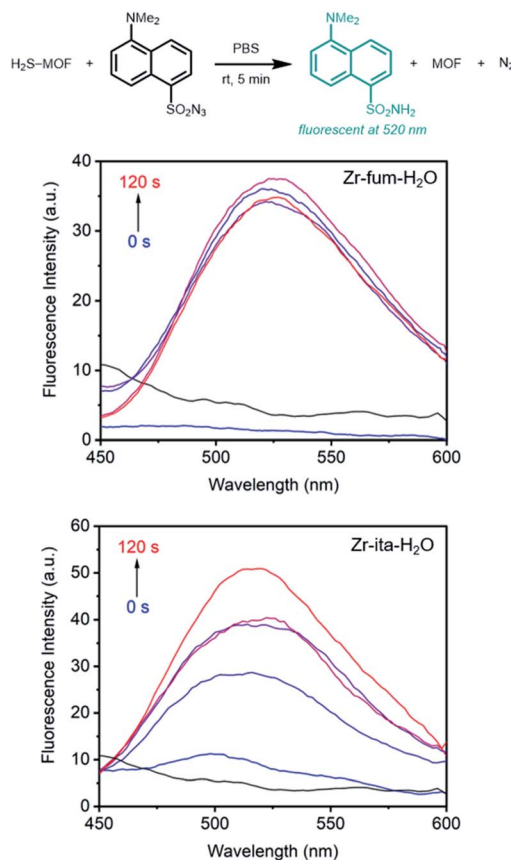 NMe2
NMe2
H2S–MOF + PBS + MOF + N2
rt, 5 min
SO2N3
SO2NH2
fluorescent at 520 nm
Zr-fum-H2O
120 s
0 s
Fluorescence Intensity (a.u.)
40
30
20
10
0
450 500 550 600
Wavelength (nm)
Zr-ita-H2O
120 s
0 s
Fluorescence Intensity (a.u.)
60
50
40
30
20
10
0
450 500 550 600
Wavelength (nm)